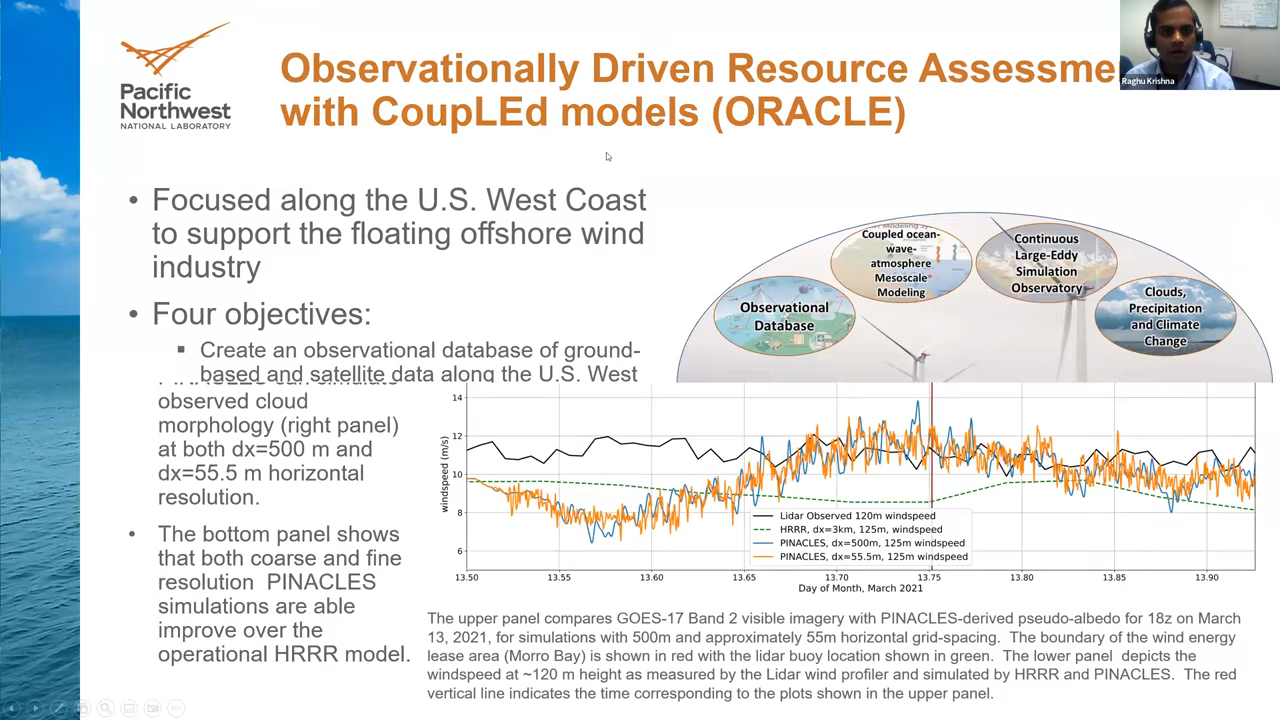 Pacific
Northwest
NATIONAL LABORATORY
Observationally Driven Resource Assessme
with CoupLEd models (ORACLE)
Raghu Krishna
• Focused along the U.S. West Coast
to support the floating offshore wind
industry
• Four objectives:
▪ Create an observational database of ground-
based and satellite data along the U.S. West
observed cloud
morphology (right panel)
at both dx=500 m and
dx=55.5 m horizontal
resolution.
• The bottom panel shows
that both coarse and fine
resolution PINACLES
simulations are able
improve over the
operational HRRR model.
Observational
Database
Coupled ocean-
wave-
atmosphere
Mesoscale
Modeling
Continuous
Large-Eddy
Simulation
Observatory
Clouds,
Precipitation
and Climate
Change
windspeed (m/s)
14
12
10
8
6
Lidar Observed 120m windspeed
HRRR, dx=3km, 125m, windspeed
PINACLES, dx=500m, 125m windspeed
PINACLES, dx=55.5m, 125m windspeed
13.50 13.55 13.60 13.65 13.70 13.75 13.80 13.85 13.90
Day of Month, March 2021
The upper panel compares GOES-17 Band 2 visible imagery with PINACLES-derived pseudo-albedo for 18z on March
13, 2021, for simulations with 500m and approximately 55m horizontal grid-spacing. The boundary of the wind energy
lease area (Morro Bay) is shown in red with the lidar buoy location shown in green. The lower panel depicts the
windspeed at ~120 m height as measured by the Lidar wind profiler and simulated by HRRR and PINACLES. The red
vertical line indicates the time corresponding to the plots shown in the upper panel.